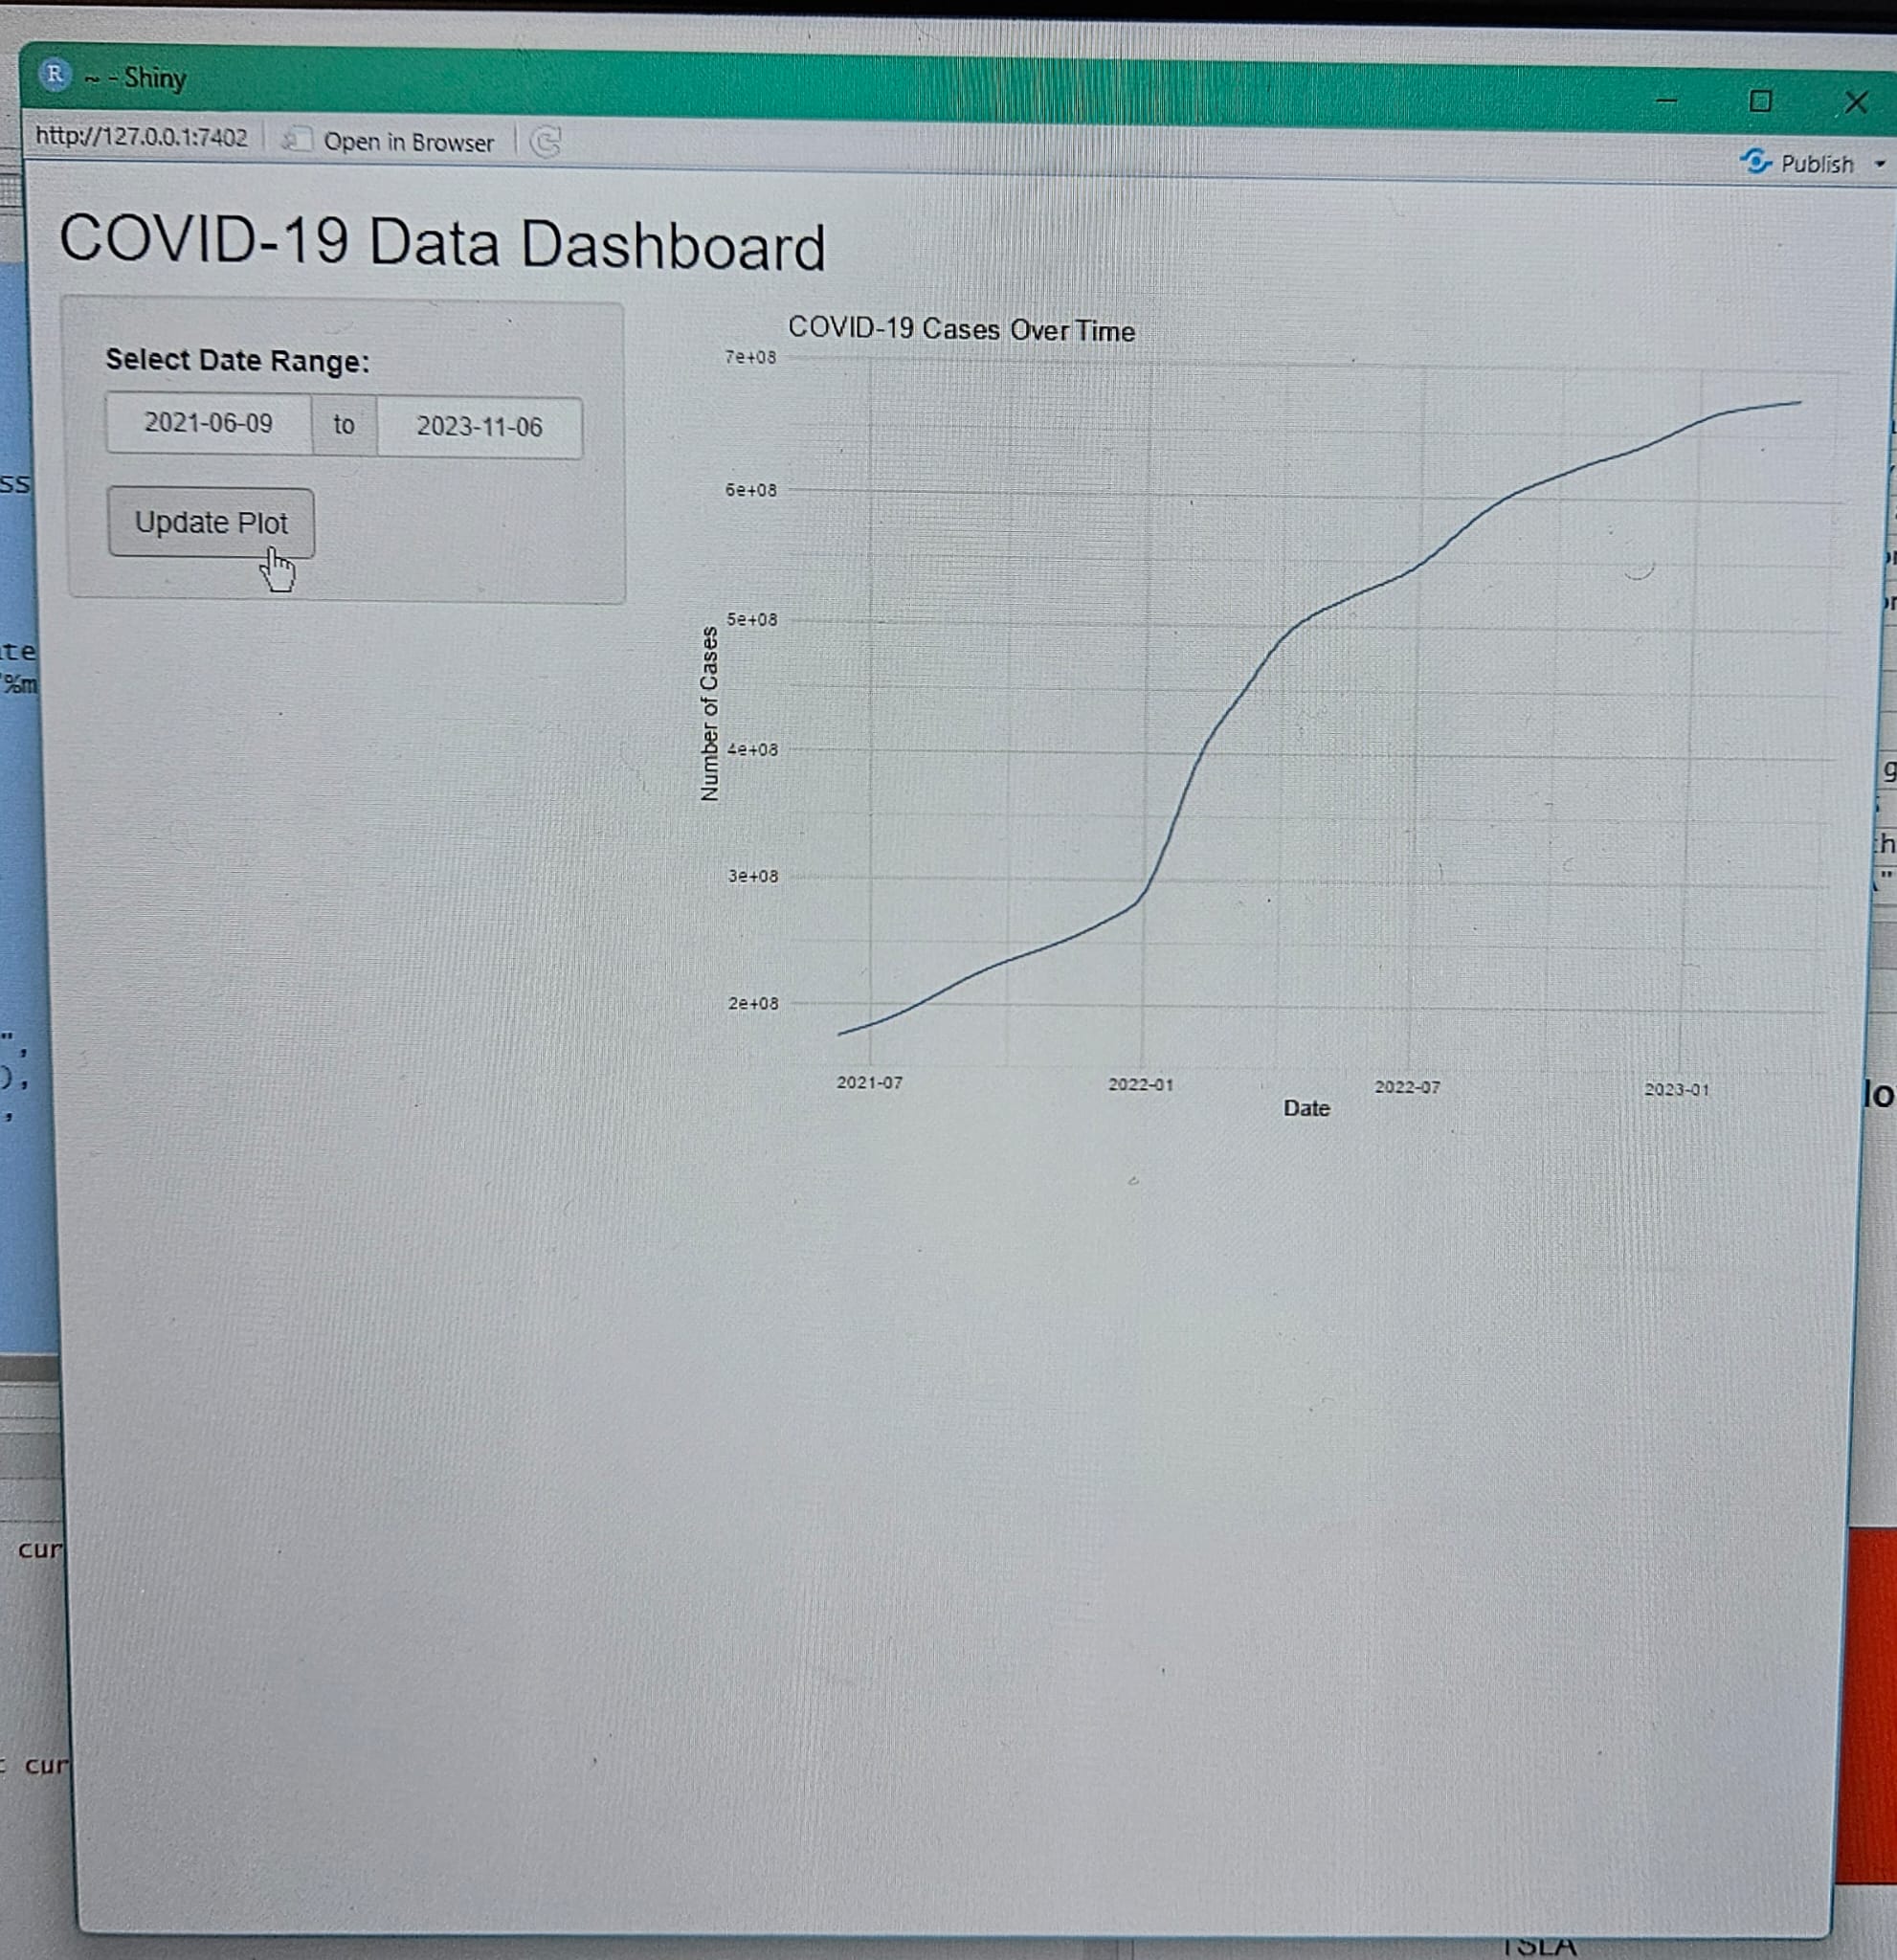 R ~ - Shiny
http://127.0.0.1:7402 Open in Browser
Publish
COVID-19 Data Dashboard
Select Date Range:
2021-06-09 to 2023-11-06
Update Plot
COVID-19 Cases Over Time
7e+08
6e+08
5e+08
4e+08
3e+08
2e+08
Number of Cases
2021-07 2022-01 2022-07 2023-01
Date
ss
te
%m
",
),
,
cur
cur
g
lo
TSLA